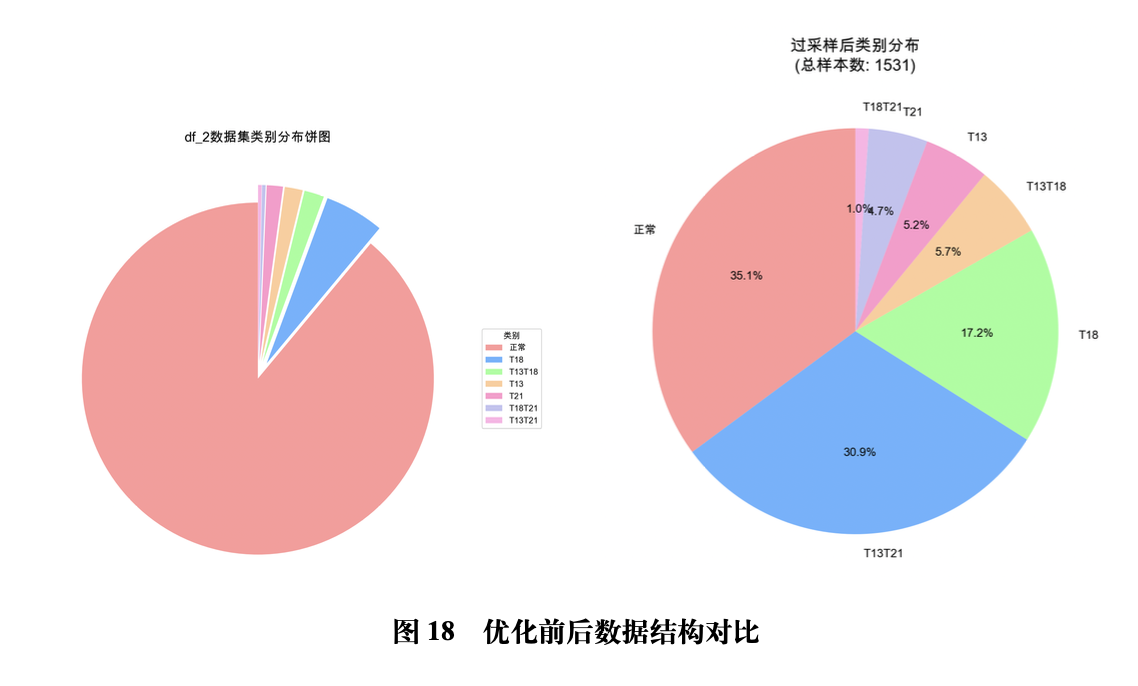 df_2数据集类别分布饼图
类别
正常
T18
T13T18
T13
T21
T18T21
T13T21
过采样后类别分布
(总样本数: 1531)
T18T21
T21
T13
T13T18
T18
T13T21
正常
1.0%
4.7%
5.2%
5.7%
17.2%
30.9%
35.1%
图 18 优化前后数据结构对比